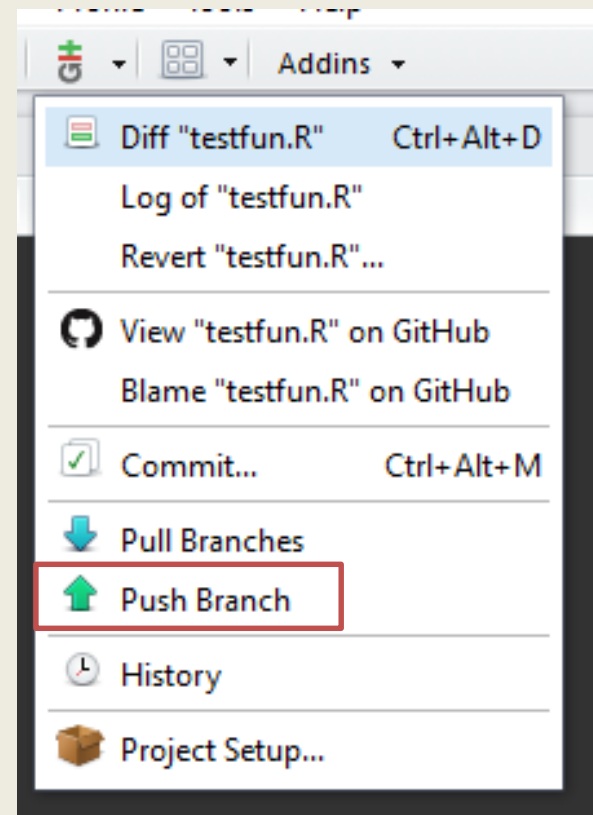 Addins
Diff "testfun.R" Ctrl+Alt+D
Log of "testfun.R"
Revert "testfun.R"...
View "testfun.R" on GitHub
Blame "testfun.R" on GitHub
Commit... Ctrl+Alt+M
Pull Branches
Push Branch
History
Project Setup...